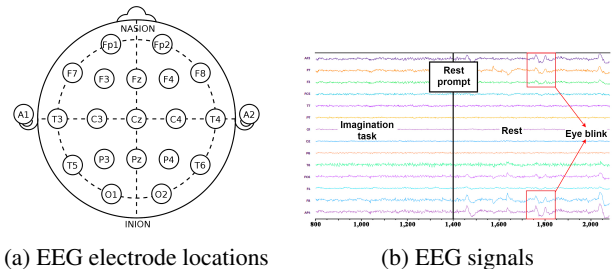 NASION
Fp1 Fp2
F7 F3 Fz F4 F8
A1 T3 C3 Cz C4 T4 A2
T5 P3 Pz P4 T6
O1 O2
INION
(a) EEG electrode locations
Rest
prompt
Imagination
task
Rest
Eye blink
800 1,000 1,200 1,400 1,600 1,800 2,000
(b) EEG signals